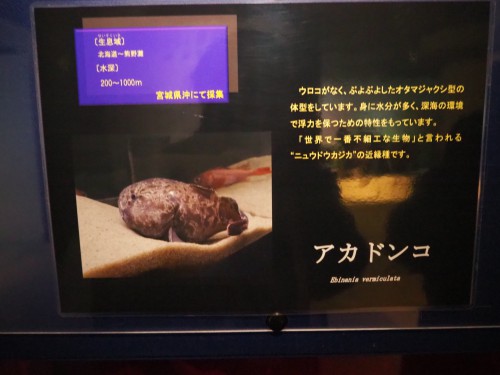 せいそくいき
〔生息域〕
北海道～熊野灘
〔水深〕
200～1000m
宮城県沖にて採集
ウロコがなく、ぶよぶよしたオタマジャクシ型の
体型をしています。身に水分が多く、深海の環境
で浮力を保つための特性をもっています。
「世界で一番不細工な生物」と言われる
“ニュウドウカジカ”の近縁種です。
アカドンコ
Ebinania vermiculata